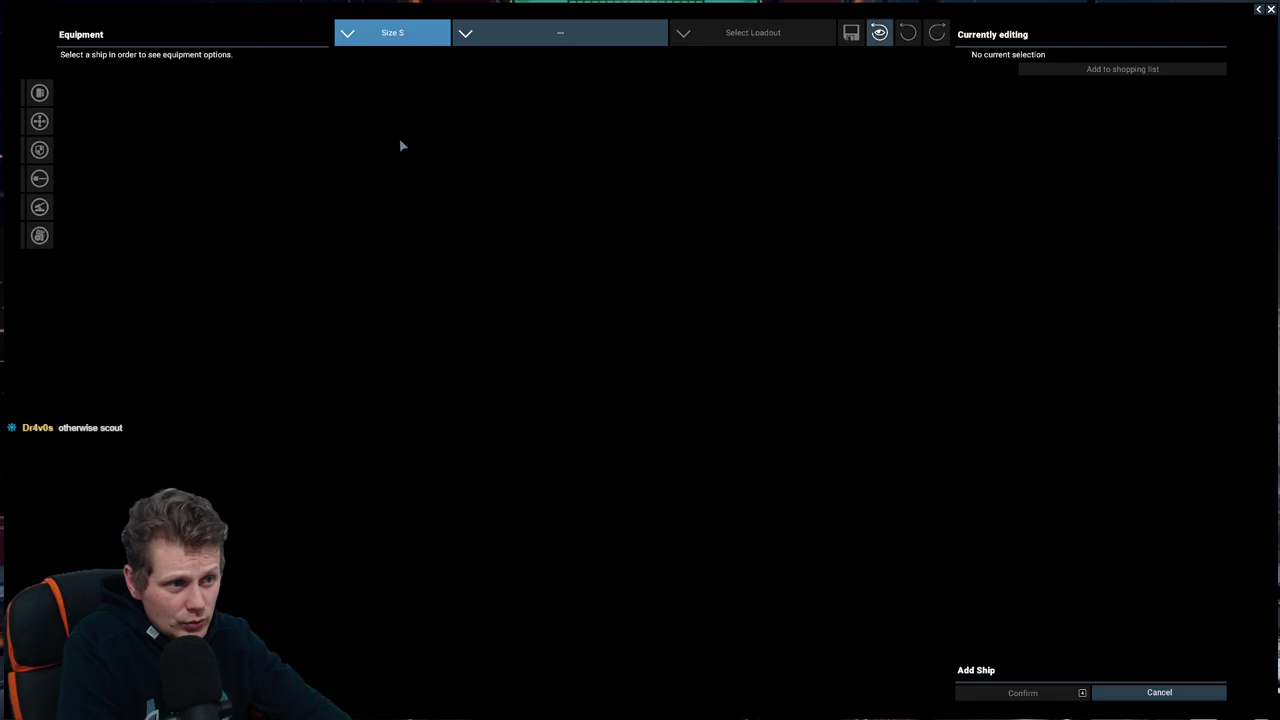 Equipment
Size S
---
Select Loadout
Currently editing
Select a ship in order to see equipment options.
No current selection
Add to shopping list
Dr4v0s otherwise scout
Add Ship
Confirm
Cancel